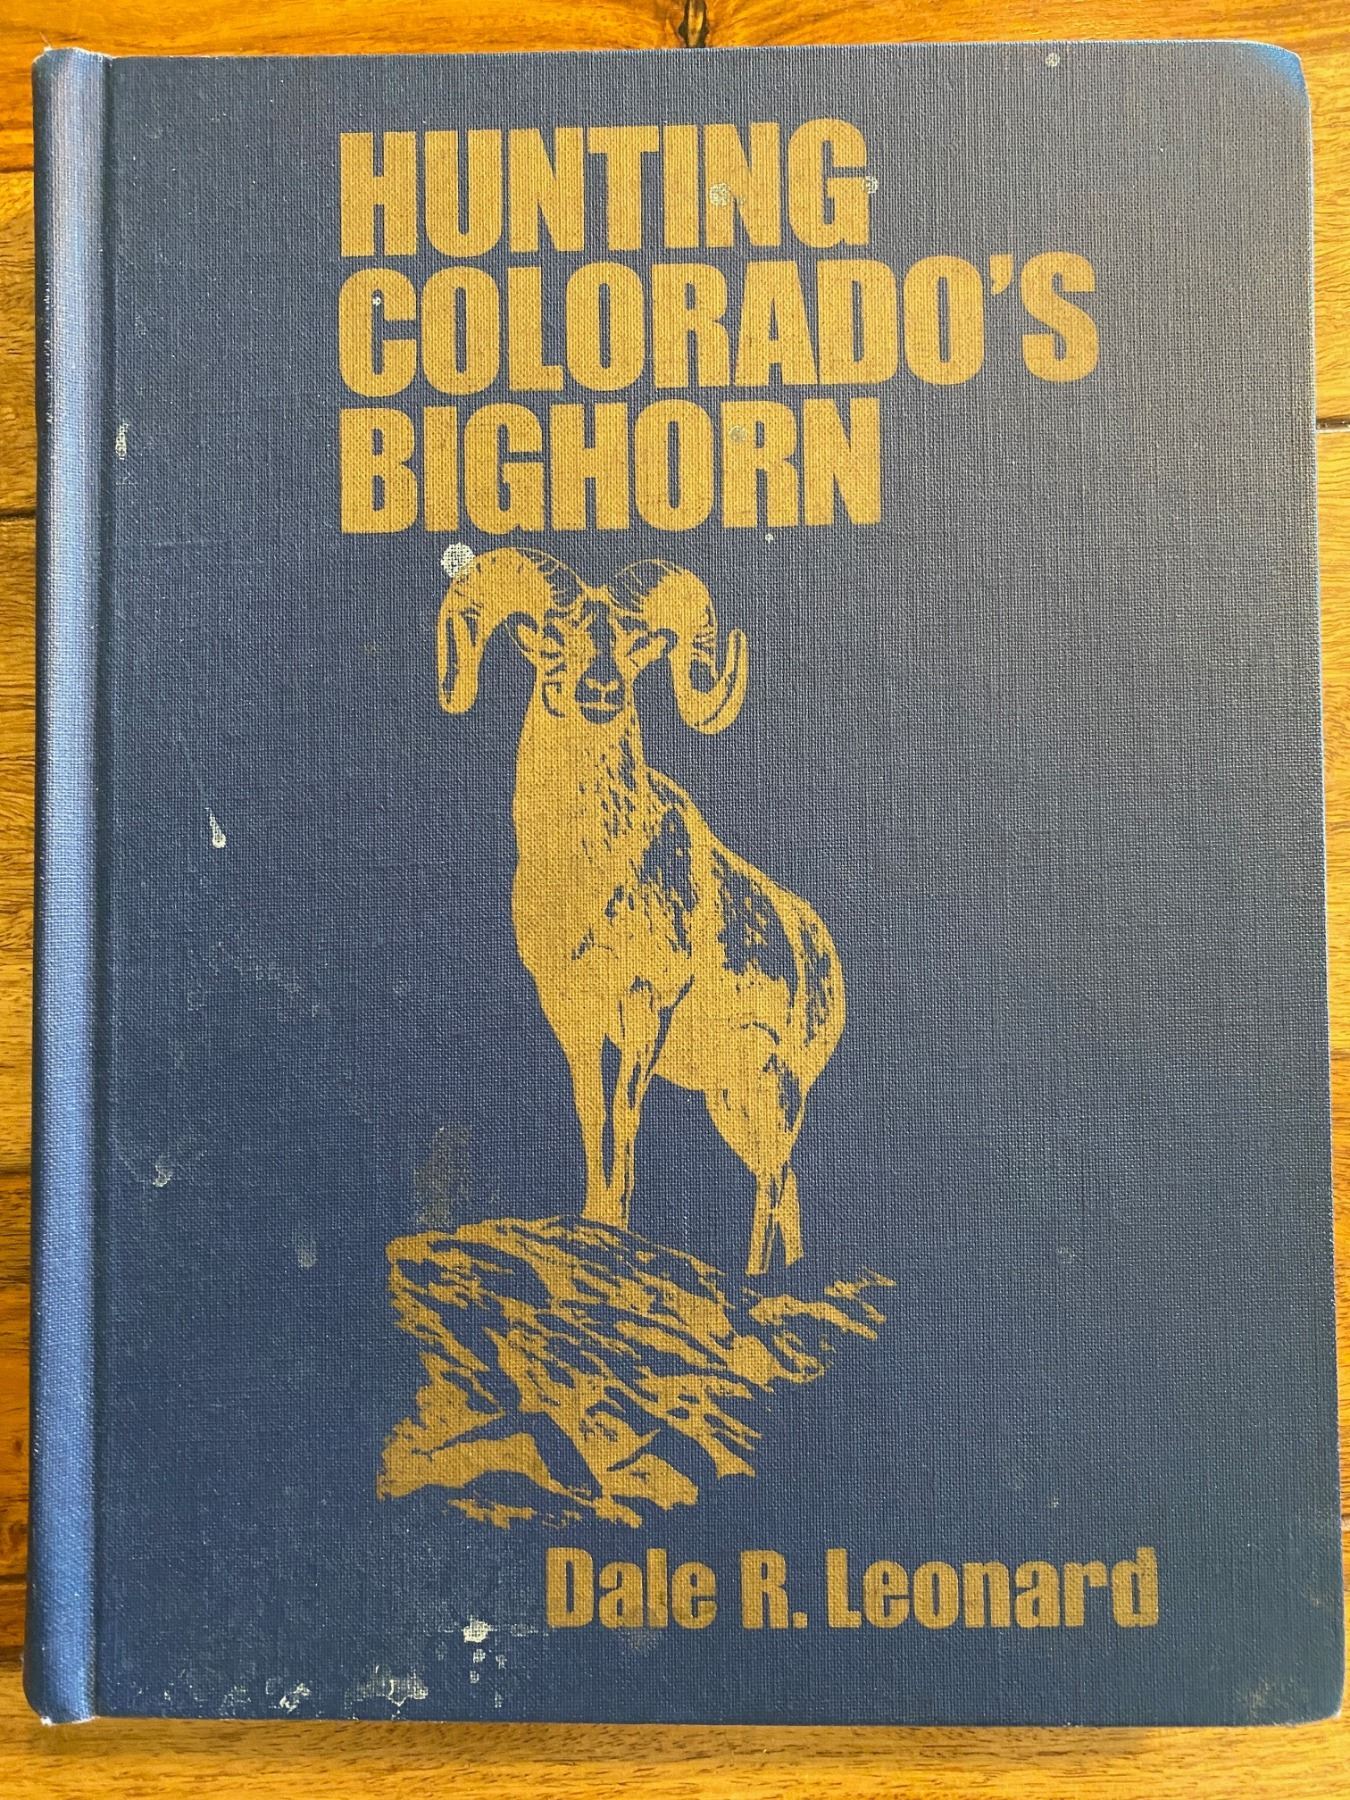 HUNTING
COLORADO'S
BIGHORN
Dale R. Leonard